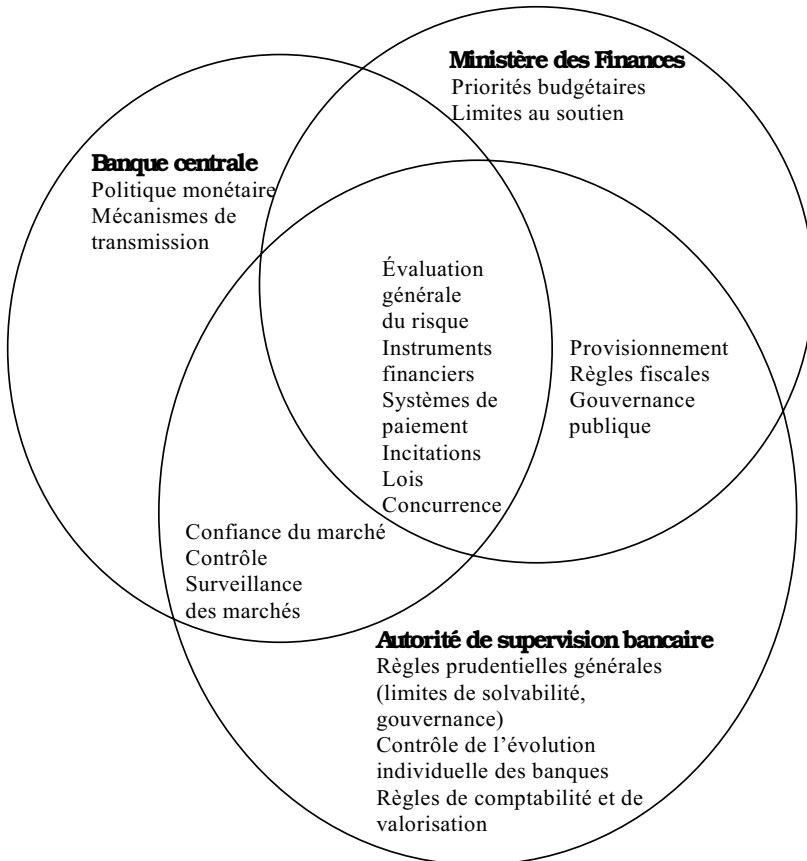 Ministère des Finances
Priorités budgétaires
Limites au soutien
Banque centrale
Politique monétaire
Mécanismes de
transmission
Évaluation
générale
du risque
Instruments
financiers
Systèmes de
paiement
Incitations
Lois
Concurrence
Provisionnement
Règles fiscales
Gouvernance
publique
Confiance du marché
Contrôle
Surveillance
des marchés
Autorité de supervision bancaire
Règles prudentielles générales
(limites de solvabilité,
gouvernance)
Contrôle de l’évolution
individuelle des banques
Règles de comptabilité et de
valorisation